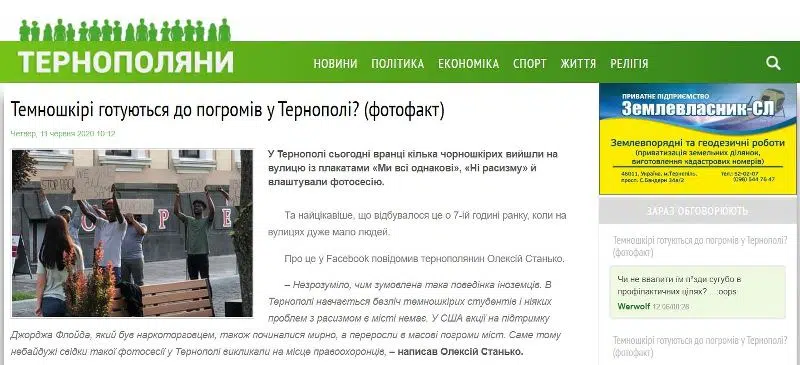 ТЕРНОПОЛЯНИ
НОВИНИ ПОЛІТИКА ЕКОНОМІКА СПОРТ ЖИТТЯ РЕЛІГІЯ
Темношкірі готуються до погромів у Тернополі? (фотофакт)
Четвер, 11 червня 2020 10:12
У Тернополі сьогодні вранці кілька чорношкірих вийшли на
вулицю із плакатами «Ми всі однакові», «Ні расизму» й
влаштували фотосесію.
Та найцікавіше, що відбувалося це о 7-ій годині ранку, коли на
вулицях дуже мало людей.
Про це у Facebook повідомив тернополянин Олексій Станько.
– Незрозуміло, чим зумовлена така поведінка іноземців. В
Тернополі навчається безліч темношкірих студентів і ніяких
проблем з расизмом в місті немає. У США акції на підтримку
Джорджа Флойда, який був наркоторговцем, також починалися мирно, а переросли в масові погроми міст. Саме тому
небайдужі свідки такої фотосесії у Тернополі викликали на місце правоохоронців, – написав Олексій Станько.
ПРИВАТНЕ ПІДПРИЄМСТВО
Землевласник-СЛ
Землевпорядні та геодезичні роботи
(приватизація земельних ділянок,
виготовлення кадастрових номерів)
46011, Україна, м.Тернопіль, тел.: 52-02-07
просп. С.Бандери 34а/2 (098) 544 76 47
ЗАРАЗ ОБГОВОРЮЮТЬ
Темношкірі готуються до погромів у Тернополі?
(фотофакт)
Чи не ввалити їм п*зди сугубо в
профілактичних цілях? ...:oops
Werwolf 12.06/00:28
Темношкірі готуються до погромів у Тернополі?
(фотофакт)